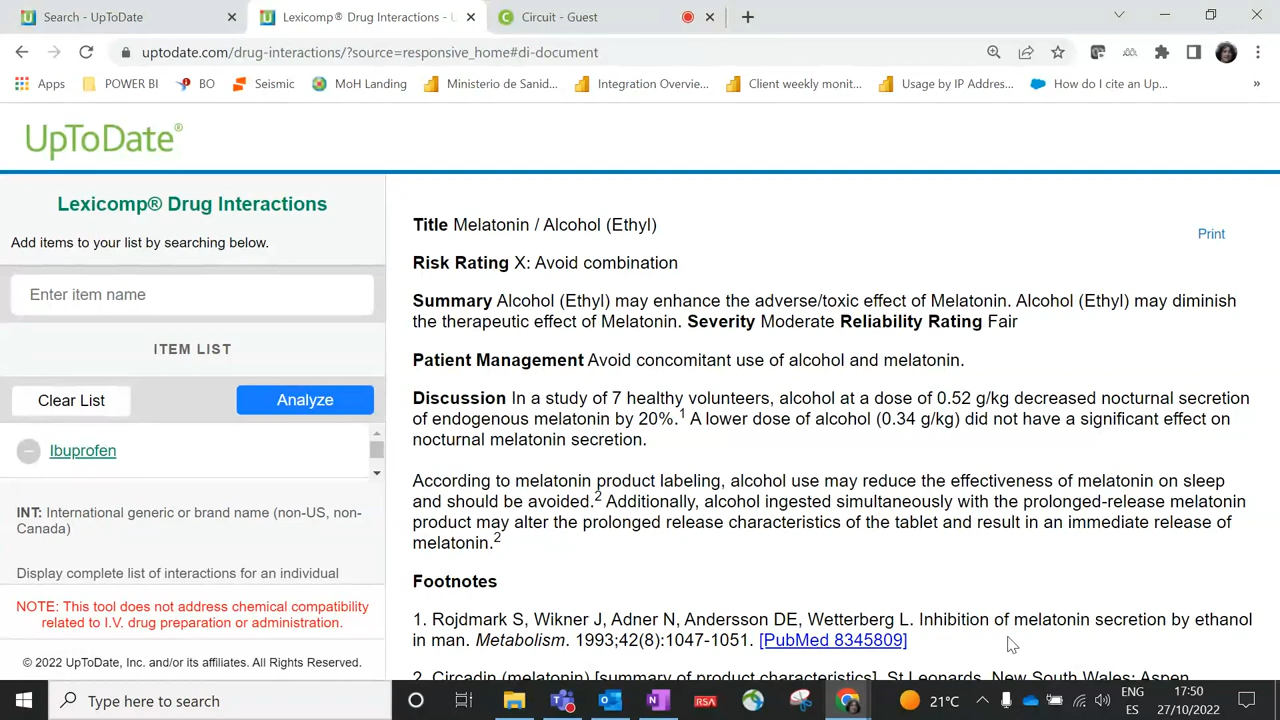 Search - UpToDate
Lexicomp® Drug Interactions - U
Circuit - Guest
uptodate.com/drug-interactions/?source=responsive_home#di-document
Apps
POWER BI
BO
Seismic
MoH Landing
Ministerio de Sanid...
Integration Overvie...
Client weekly monit...
Usage by IP Addres...
How do I cite an Up...
»
UpToDate®
Lexicomp® Drug Interactions
Add items to your list by searching below.
Enter item name
ITEM LIST
Clear List
Analyze
Ibuprofen
INT: International generic or brand name (non-US, non-
Canada)
Display complete list of interactions for an individual
NOTE: This tool does not address chemical compatibility
related to I.V. drug preparation or administration.
© 2022 UpToDate, Inc. and/or its affiliates. All Rights Reserved.
Title Melatonin / Alcohol (Ethyl)
Print
Risk Rating X: Avoid combination
Summary Alcohol (Ethyl) may enhance the adverse/toxic effect of Melatonin. Alcohol (Ethyl) may diminish
the therapeutic effect of Melatonin. Severity Moderate Reliability Rating Fair
Patient Management Avoid concomitant use of alcohol and melatonin.
Discussion In a study of 7 healthy volunteers, alcohol at a dose of 0.52 g/kg decreased nocturnal secretion
of endogenous melatonin by 20%.1 A lower dose of alcohol (0.34 g/kg) did not have a significant effect on
nocturnal melatonin secretion.
According to melatonin product labeling, alcohol use may reduce the effectiveness of melatonin on sleep
and should be avoided.2 Additionally, alcohol ingested simultaneously with the prolonged-release melatonin
product may alter the prolonged release characteristics of the tablet and result in an immediate release of
melatonin.2
Footnotes
1. Rojdmark S, Wikner J, Adner N, Andersson DE, Wetterberg L. Inhibition of melatonin secretion by ethanol
in man. Metabolism. 1993;42(8):1047-1051. [PubMed 8345809]
2. Circadin (melatonin) [summary of product characteristics]. St Leonards, New South Wales: Aspen
Type here to search
RSA
21°C
ENG
ES
17:50
27/10/2022